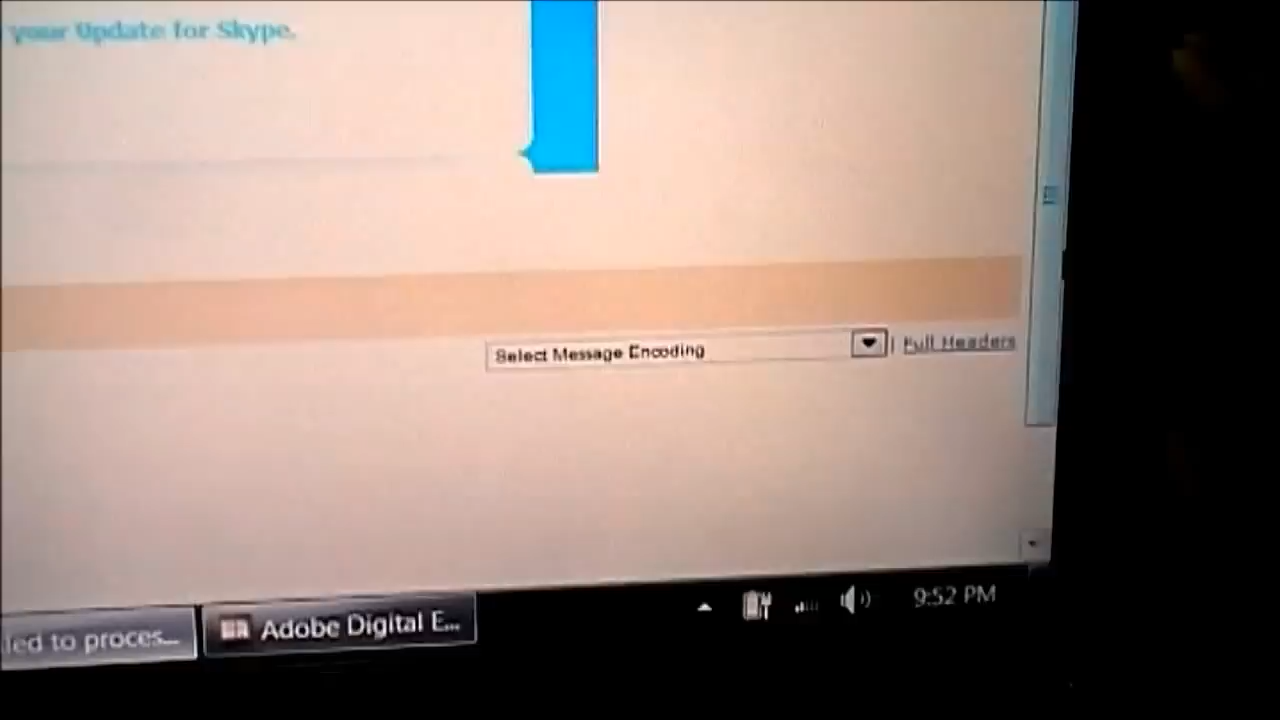 your Update for Skype.
Select Message Encoding
| Full Headers
led to proces...
Adobe Digital E...
9:52 PM